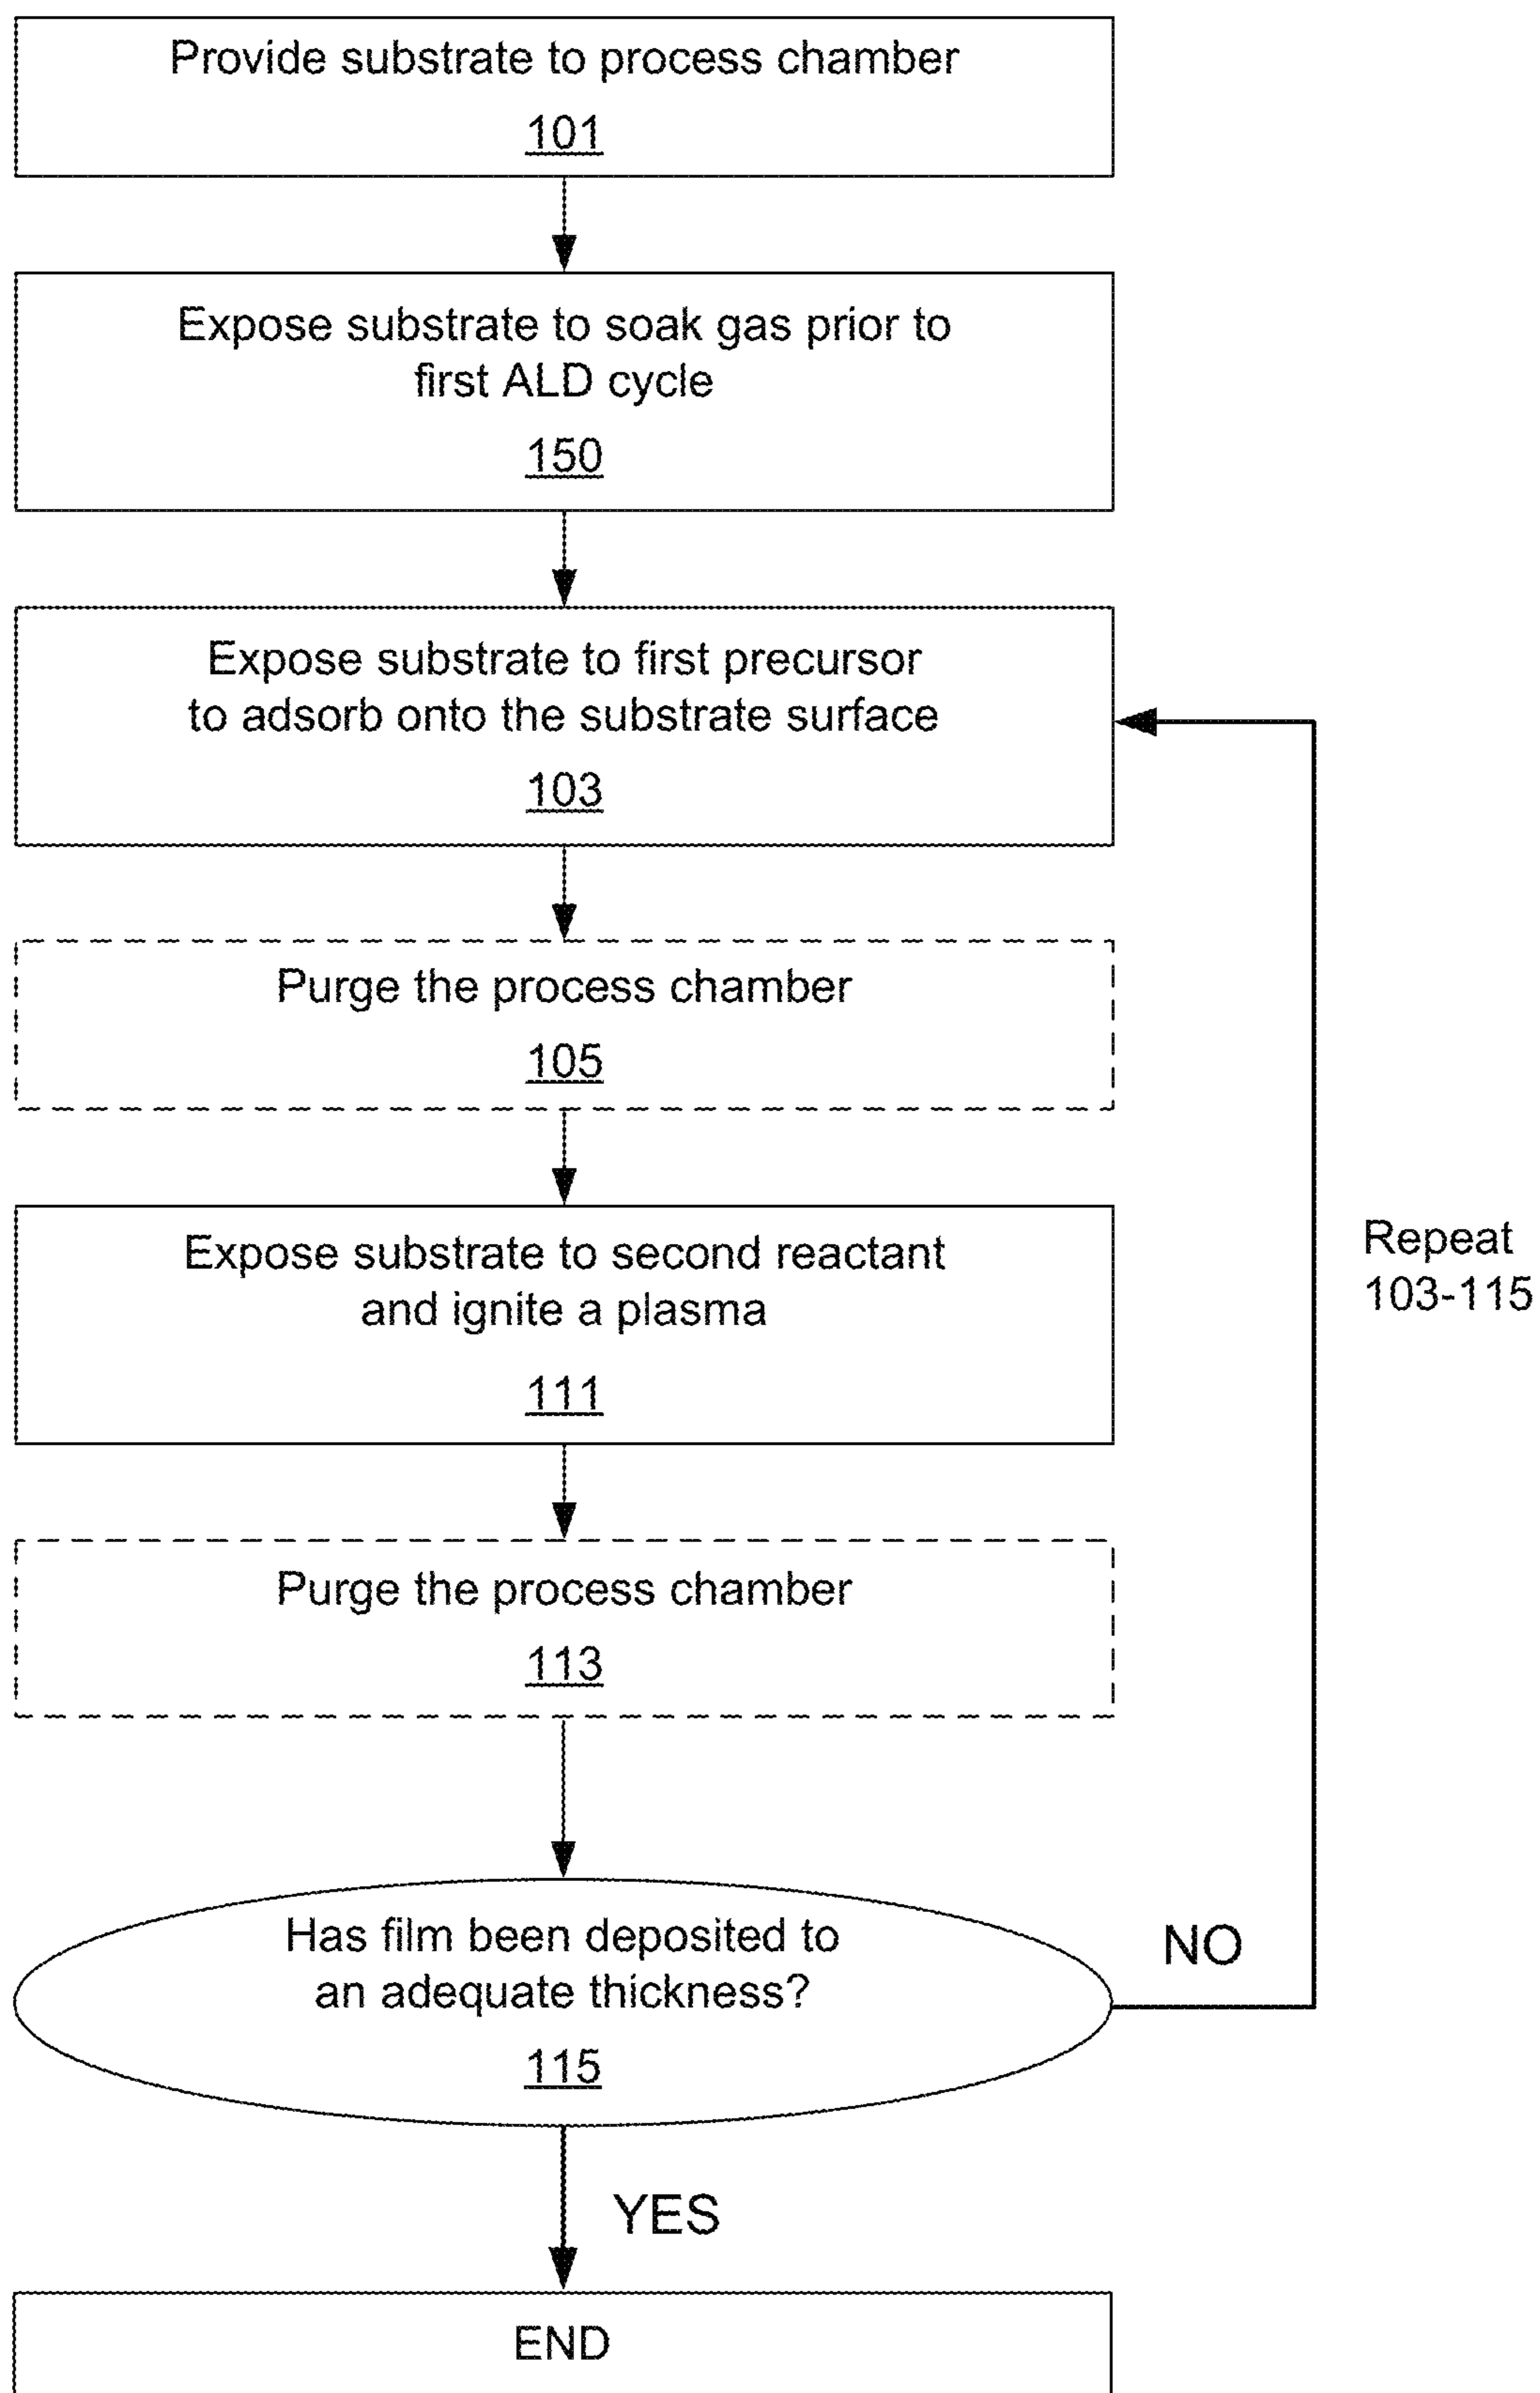 Provide substrate to process chamber
101
Expose substrate to soak gas prior to
first ALD cycle
150
Expose substrate to first precursor
to adsorb onto the substrate surface
103
Purge the process chamber
105
Expose substrate to second reactant
and ignite a plasma
111
Repeat
103-115
Purge the process chamber
113
Has film been deposited to
an adequate thickness?
115
NO
YES
END